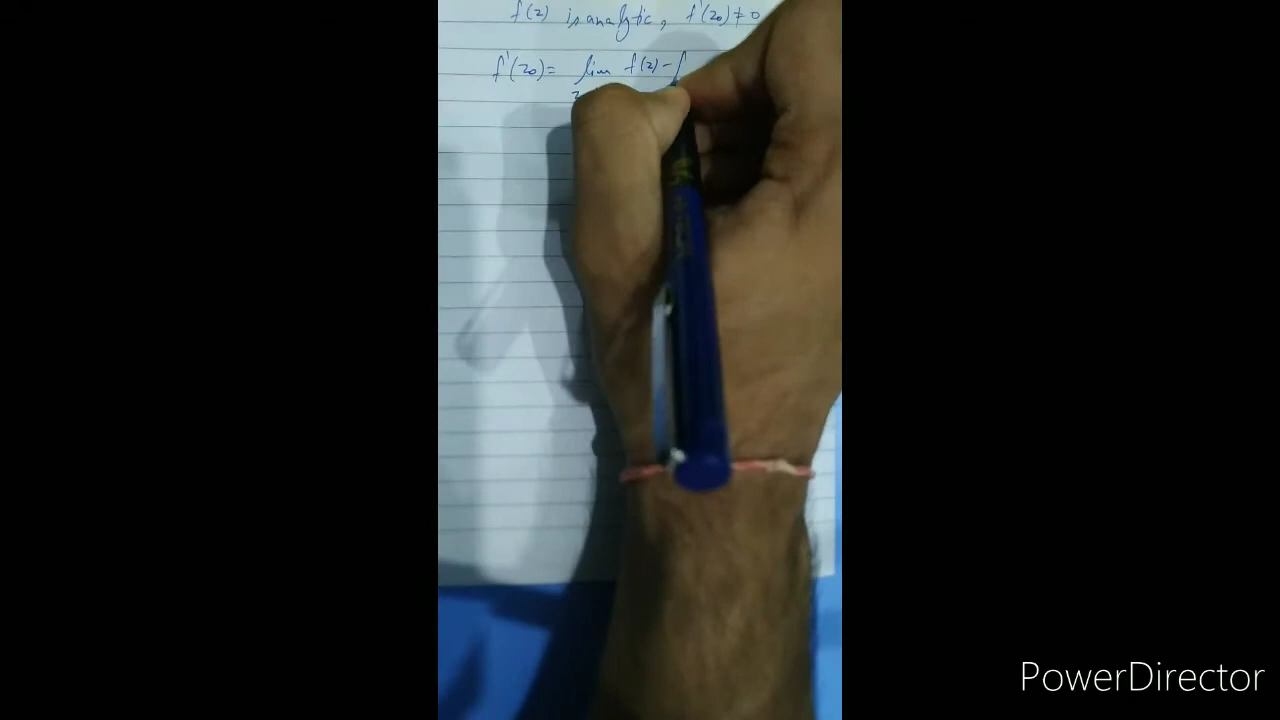 f(z) is analytic, f'(z0) ≠ 0
f'(z0) = lim f(z) - f
z
PowerDirector